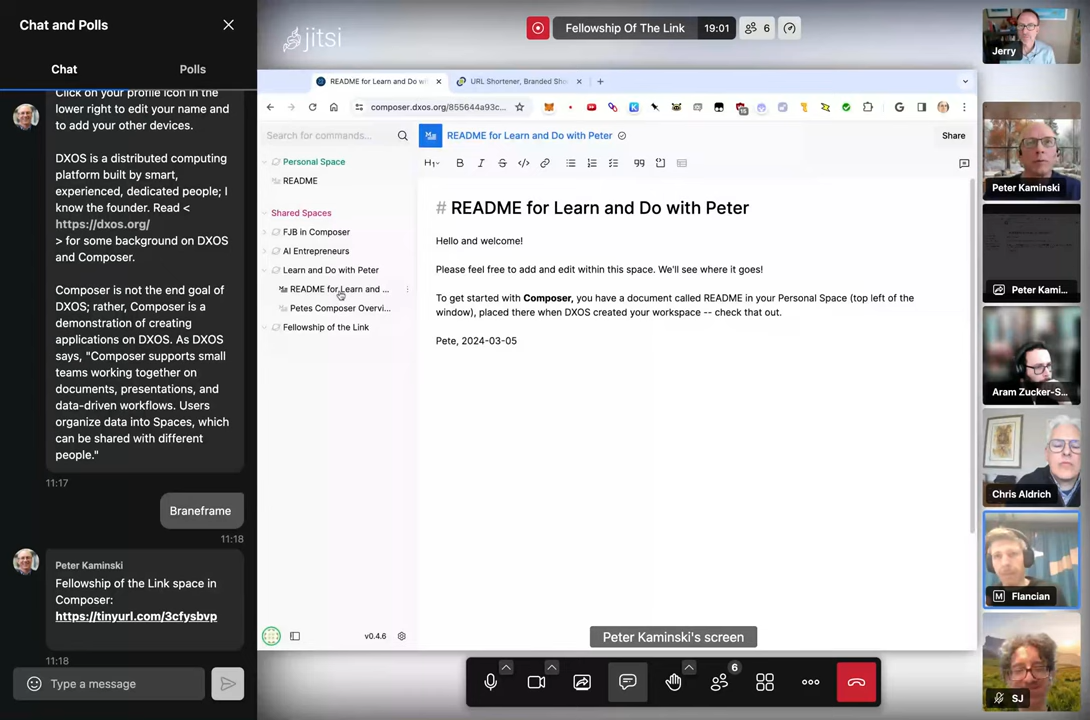 Chat and Polls
Chat
Polls
Click on your profile icon in the
lower right to edit your name and
to add your other devices.
DXOS is a distributed computing
platform built by smart,
experienced, dedicated people; I
know the founder. Read <
https://dxos.org/
> for some background on DXOS
and Composer.
Composer is not the end goal of
DXOS; rather, Composer is a
demonstration of creating
applications on DXOS. As DXOS
says, "Composer supports small
teams working together on
documents, presentations, and
data-driven workflows. Users
organize data into Spaces, which
can be shared with different
people."
11:17
Braneframe
11:18
Peter Kaminski
Fellowship of the Link space in
Composer:
https://tinyurl.com/3cfysbvp
11:18
Type a message
jitsi
Fellowship Of The Link
19:01
6
README for Learn and Do wi
URL Shortener, Branded Sho
composer.dxos.org/855644a93c...
Search for commands...
README for Learn and Do with Peter
Share
Personal Space
README
Shared Spaces
FJB in Composer
AI Entrepreneurs
Learn and Do with Peter
README for Learn and ...
Petes Composer Overvi...
Fellowship of the Link
H1
B
# README for Learn and Do with Peter
Hello and welcome!
Please feel free to add and edit within this space. We'll see where it goes!
To get started with Composer, you have a document called README in your Personal Space (top left of the
window), placed there when DXOS created your workspace -- check that out.
Pete, 2024-03-05
v0.4.6
Peter Kaminski's screen
6
Jerry
Peter Kaminski
Peter Kami...
Aram Zucker-S...
Chris Aldrich
M Flancian
SJ